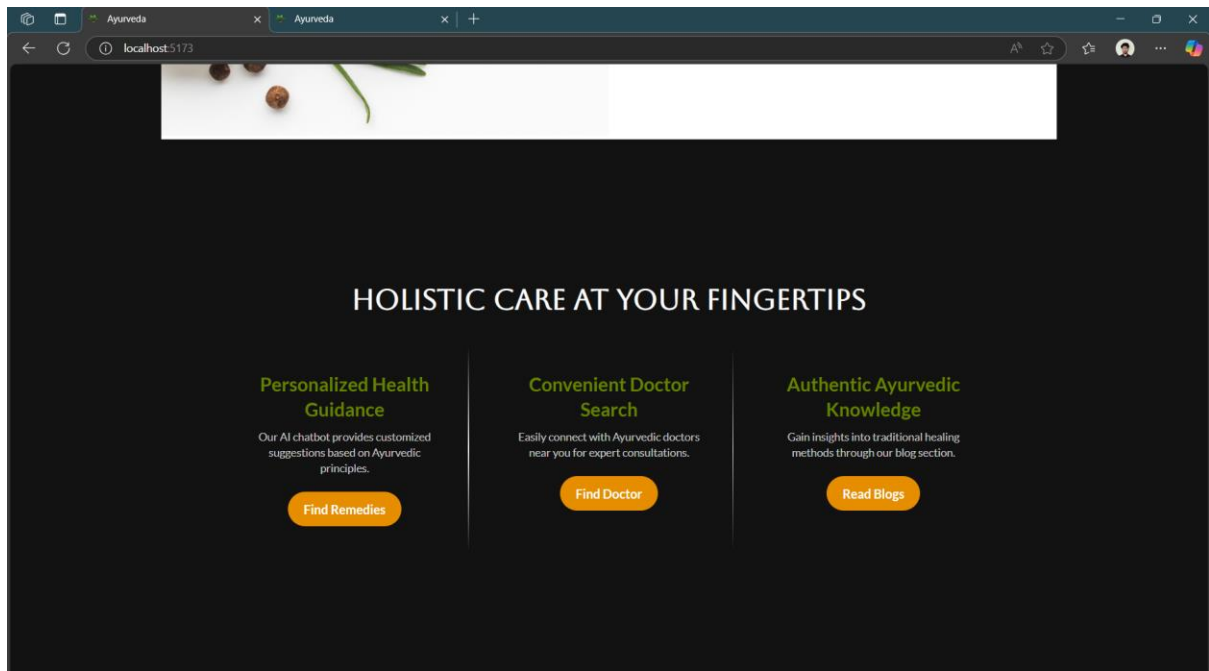 Ayurveda
Ayurveda
localhost:5173
HOLISTIC CARE AT YOUR FINGERTIPS
Personalized Health
Guidance
Our AI chatbot provides customized
suggestions based on Ayurvedic
principles.
Find Remedies
Convenient Doctor
Search
Easily connect with Ayurvedic doctors
near you for expert consultations.
Find Doctor
Authentic Ayurvedic
Knowledge
Gain insights into traditional healing
methods through our blog section.
Read Blogs